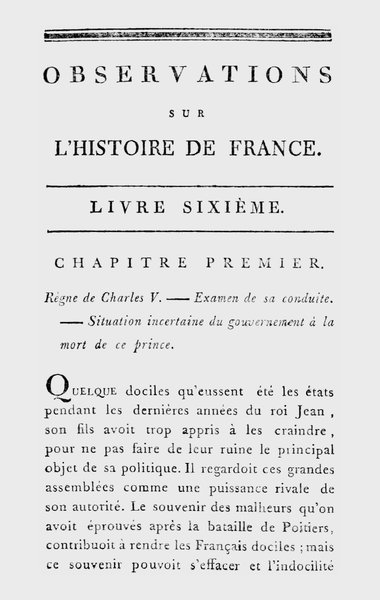 OBSERVATIONS
SUR
L'HISTOIRE DE FRANCE.
LIVRE SIXIÈME.
CHAPITRE PREMIER.
Règne de Charles V. — Examen de sa conduite.
— Situation incertaine du gouvernement à la
mort de ce prince.
Quelque dociles qu'eussent été les états
pendant les dernières années du roi Jean ,
son fils avoit trop appris à les craindre ,
pour ne pas faire de leur ruine le principal
objet de sa politique. Il regardoit ces grandes
assemblées comme une puissance rivale de
son autorité. Le souvenir des malheurs qu'on
avoit éprouvés après la bataille de Poitiers,
contribuoit à rendre les Français dociles ; mais
ce souvenir pouvoit s'effacer et l'indocilité